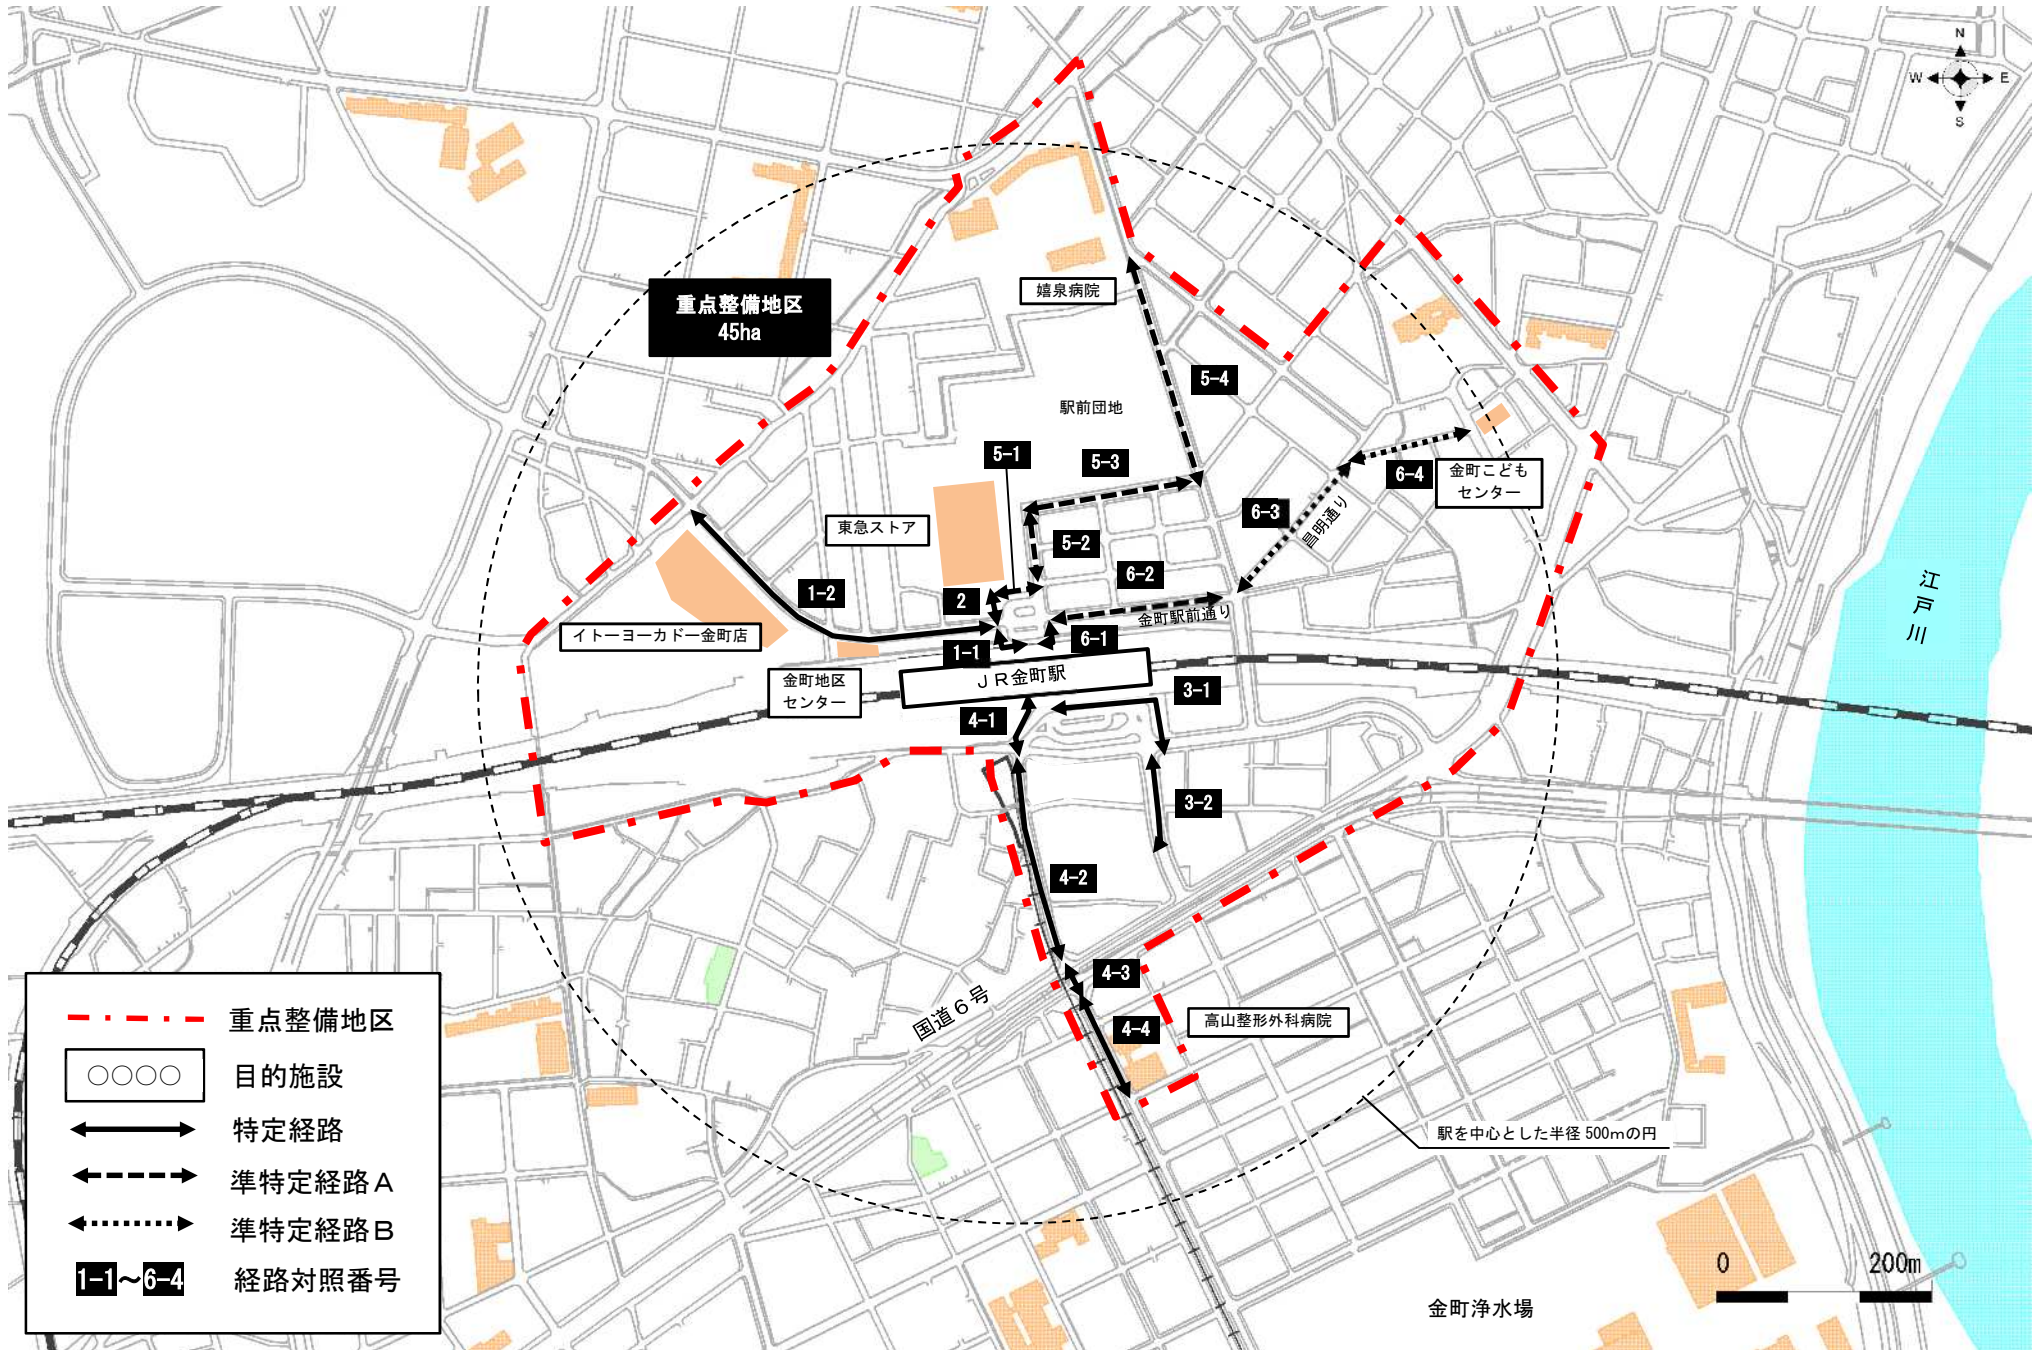 N
W E
S
重点整備地区
45ha
嬉泉病院
駅前団地
5-4
5-1
5-3
6-4
金町こども
センター
6-3
昌明通り
東急ストア
5-2
6-2
1-2
2
金町駅前通り
イトーヨーカドー金町店
1-1
6-1
ＪＲ金町駅
金町地区
センター
3-1
4-1
3-2
4-2
4-3
4-4
高山整形外科病院
国道６号
江戸川
駅を中心とした半径 500mの円
金町浄水場
0 200m
重点整備地区
○○○○ 目的施設
特定経路
準特定経路Ａ
準特定経路Ｂ
1-1～6-4 経路対照番号